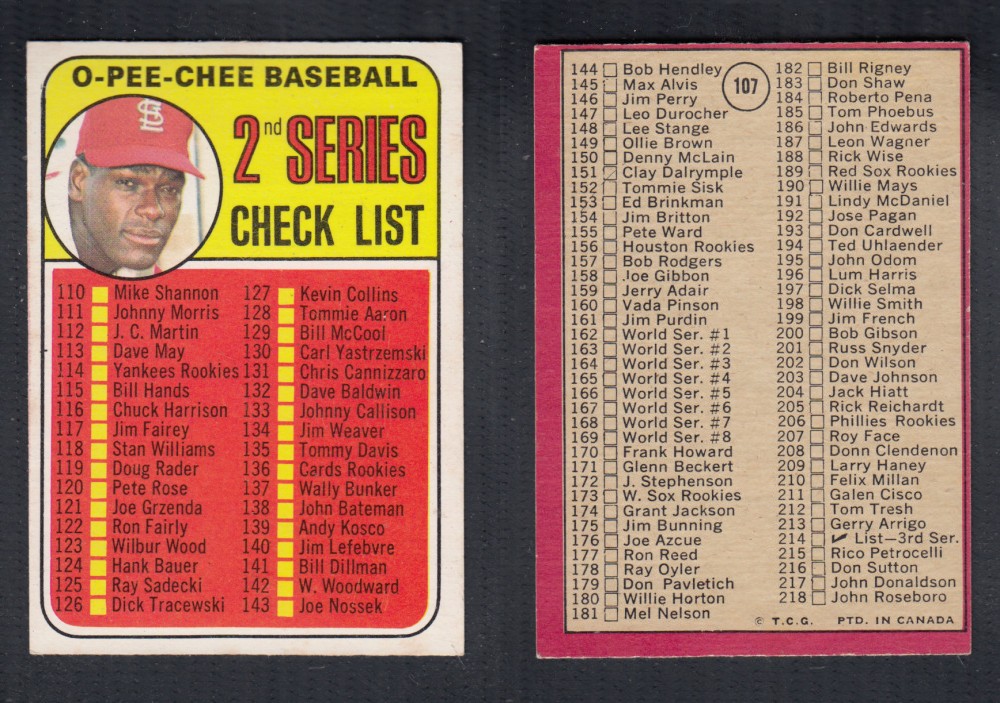 O-PEE-CHEE BASEBALL
2nd SERIES
CHECK LIST
110 Mike Shannon
111 Johnny Morris
112 J. C. Martin
113 Dave May
114 Yankees Rookies
115 Bill Hands
116 Chuck Harrison
117 Jim Fairey
118 Stan Williams
119 Doug Rader
120 Pete Rose
121 Joe Grzenda
122 Ron Fairly
123 Wilbur Wood
124 Hank Bauer
125 Ray Sadecki
126 Dick Tracewski
127 Kevin Collins
128 Tommie Aaron
129 Bill McCool
130 Carl Yastrzemski
131 Chris Cannizzaro
132 Dave Baldwin
133 Johnny Callison
134 Jim Weaver
135 Tommy Davis
136 Cards Rookies
137 Wally Bunker
138 John Bateman
139 Andy Kosco
140 Jim Lefebvre
141 Bill Dillman
142 W. Woodward
143 Joe Nossek
107
144 Bob Hendley
145 Max Alvis
146 Jim Perry
147 Leo Durocher
148 Lee Stange
149 Ollie Brown
150 Denny McLain
151 Clay Dalrymple
152 Tommie Sisk
153 Ed Brinkman
154 Jim Britton
155 Pete Ward
156 Houston Rookies
157 Bob Rodgers
158 Joe Gibbon
159 Jerry Adair
160 Vada Pinson
161 Jim Purdin
162 World Ser. #1
163 World Ser. #2
164 World Ser. #3
165 World Ser. #4
166 World Ser. #5
167 World Ser. #6
168 World Ser. #7
169 World Ser. #8
170 Frank Howard
171 Glenn Beckert
172 J. Stephenson
173 W. Sox Rookies
174 Grant Jackson
175 Jim Bunning
176 Joe Azcue
177 Ron Reed
178 Ray Oyler
179 Don Pavletich
180 Willie Horton
181 Mel Nelson
182 Bill Rigney
183 Don Shaw
184 Roberto Pena
185 Tom Phoebus
186 John Edwards
187 Leon Wagner
188 Rick Wise
189 Red Sox Rookies
190 Willie Mays
191 Lindy McDaniel
192 Jose Pagan
193 Don Cardwell
194 Ted Uhlaender
195 John Odom
196 Lum Harris
197 Dick Selma
198 Willie Smith
199 Jim French
200 Bob Gibson
201 Russ Snyder
202 Don Wilson
203 Dave Johnson
204 Jack Hiatt
205 Rick Reichardt
206 Phillies Rookies
207 Roy Face
208 Donn Clendenon
209 Larry Haney
210 Felix Millan
211 Galen Cisco
212 Tom Tresh
213 Gerry Arrigo
214 ✓ List—3rd Ser.
215 Rico Petrocelli
216 Don Sutton
217 John Donaldson
218 John Roseboro
© T.C.G. PTD. IN CANADA